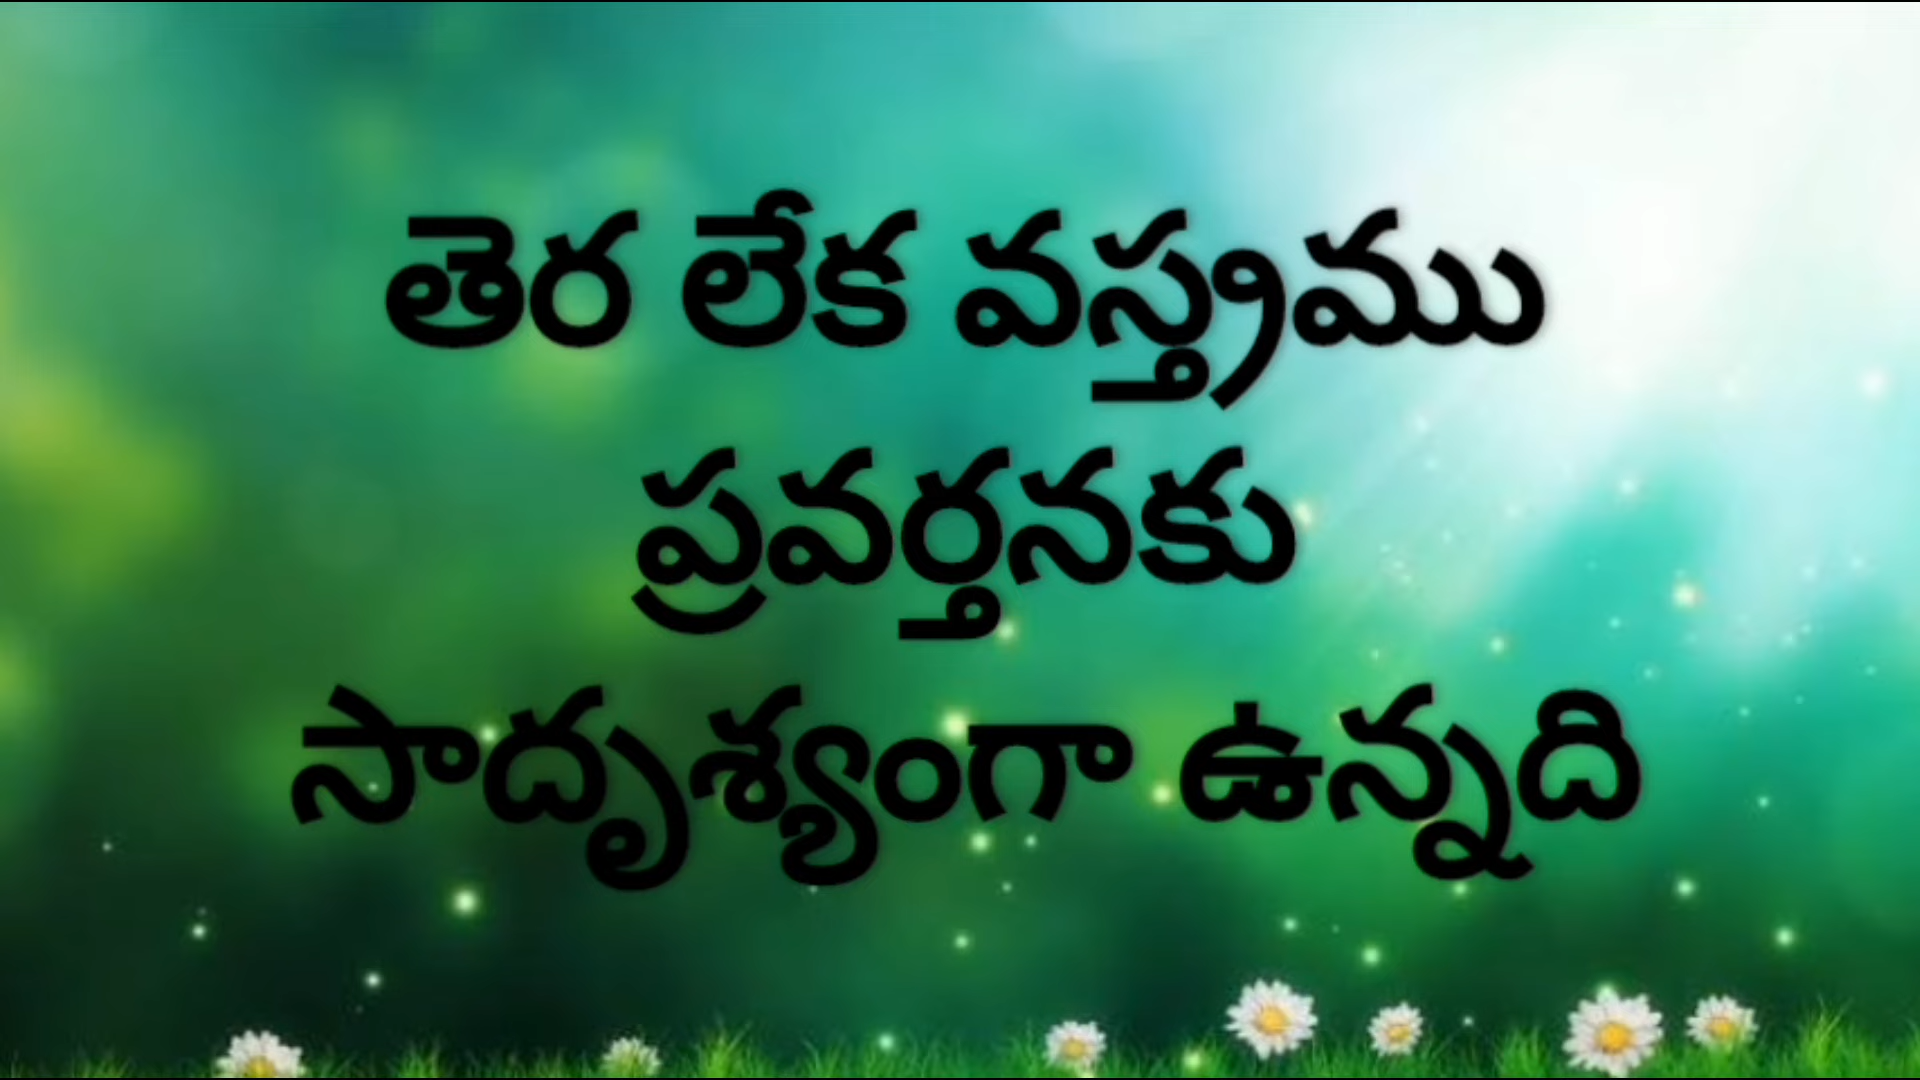 తెర లేక వస్త్రము
ప్రవర్తనకు
సాదృశ్యంగా ఉన్నది